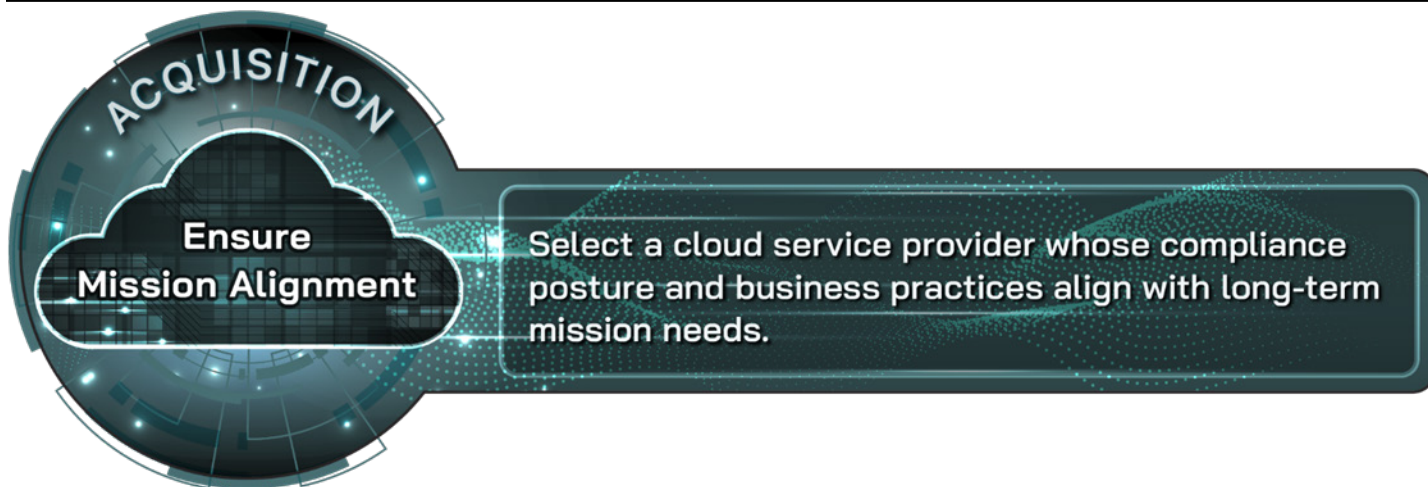 ACQUISITION
Ensure
Mission Alignment
Select a cloud service provider whose compliance
posture and business practices align with long-term
mission needs.